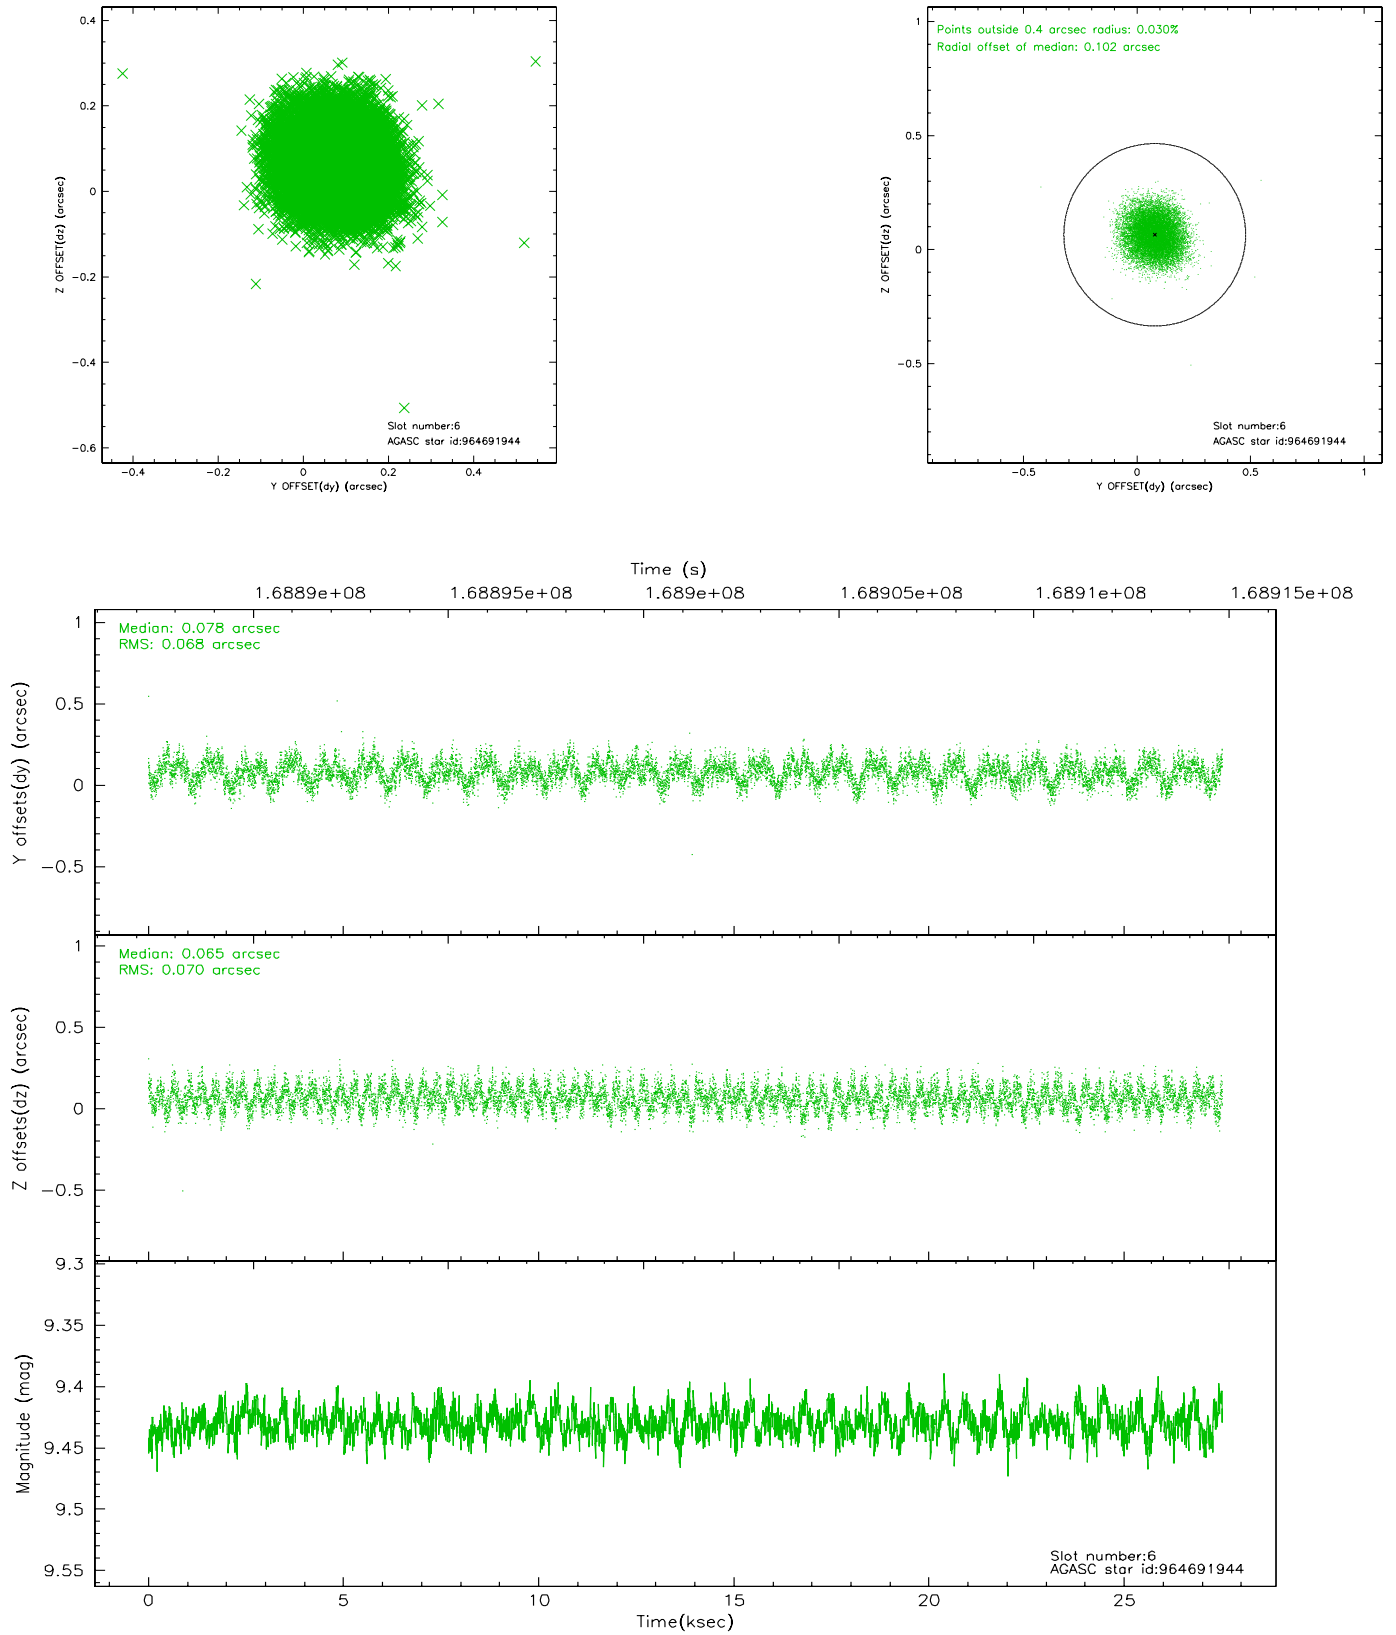 0.4
0.2
0
−0.2
−0.4
−0.6
Z OFFSET(dz) (arcsec)
Slot number:6
AGASC star id:964691944
−0.4
−0.2
0
0.2
0.4
Y OFFSET(dy) (arcsec)
Points outside 0.4 arcsec radius: 0.030%
Radial offset of median: 0.102 arcsec
1
0.5
0
−0.5
Z OFFSET(dz) (arcsec)
Slot number:6
AGASC star id:964691944
−0.5
0
0.5
1
Y OFFSET(dy) (arcsec)
Time (s)
1.6889e+08
1.68895e+08
1.689e+08
1.68905e+08
1.6891e+08
1.68915e+08
Median: 0.078 arcsec
RMS: 0.068 arcsec
1
0.5
0
−0.5
Y offsets(dy) (arcsec)
Median: 0.065 arcsec
RMS: 0.070 arcsec
1
0.5
0
−0.5
Z offsets(dz) (arcsec)
9.3
9.35
9.4
9.45
9.5
9.55
Magnitude (mag)
Slot number:6
AGASC star id:964691944
0
5
10
15
20
25
Time(ksec)